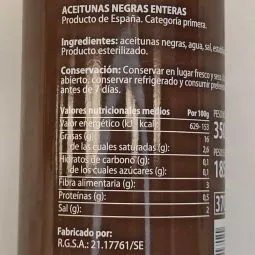 ACEITUNAS NEGRAS ENTERAS
Producto de España. Categoría primera.
Ingredientes: aceitunas negras, agua, sal,
Producto esterilizado.
Conservación: Conservar en lugar fresco y seco.
abierto, conservar refrigerado y consumir
antes de 7 días.
Valores nutricionales medios Por 100g
Valor energético (kJ- kcal) 629-153
Grasas (g) 16
de las cuales saturadas (g): 2,6
Hidratos de carbono (g): 0,1
de los cuales azúcares (g): 0,1
Fibra alimentaria (g) 3
Proteínas (g) 0,5
Sal (g) 2
Fabricado por:
R.G.S.A.: 21.17761/SE